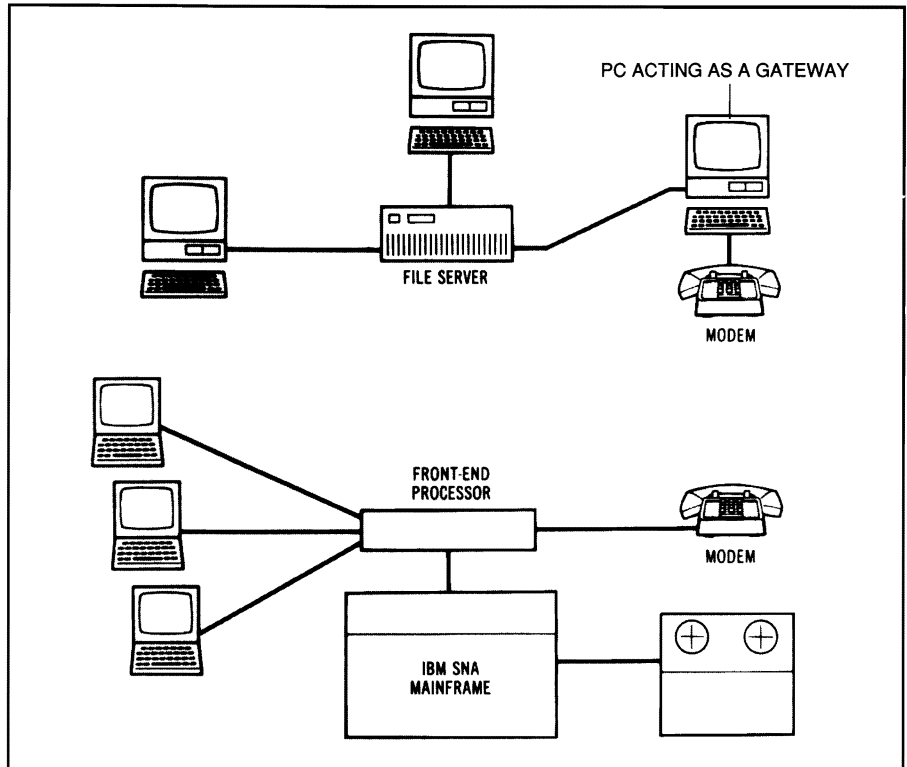 PC ACTING AS A GATEWAY
FILE SERVER
MODEM
FRONT-END
PROCESSOR
MODEM
IBM SNA
MAINFRAME